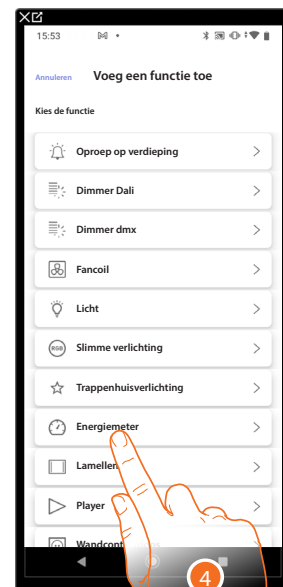 15:53
Annuleren Voeg een functie toe
Kies de functie
Oproep op verdieping
Dimmer Dali
Dimmer dmx
Fancoil
Licht
RGB Slimme verlichting
Trappenhuisverlichting
Energiemeter
Lamellen
Player
4